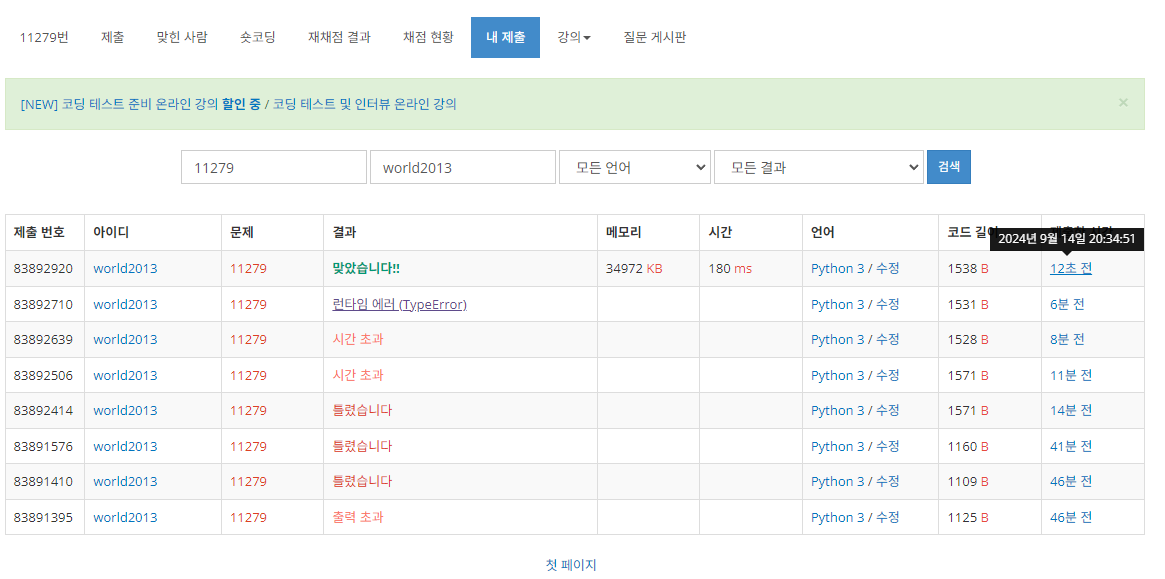 11279번 제출 맞힌 사람 숏코딩 재채점 결과 채점 현황 내 제출 강의 질문 게시판
[NEW] 코딩 테스트 준비 온라인 강의 할인 중 / 코딩 테스트 및 인터뷰 온라인 강의 ×
11279 world2013 모든 언어 모든 결과 검색
제출 번호 아이디 문제 결과 메모리 시간 언어 코드 길이
2024년 9월 14일 20:34:51
83892920 world2013 11279 맞았습니다!! 34972 KB 180 ms Python 3 / 수정 1538 B 12초 전
83892710 world2013 11279 런타임 에러 (TypeError) Python 3 / 수정 1531 B 6분 전
83892639 world2013 11279 시간 초과 Python 3 / 수정 1528 B 8분 전
83892506 world2013 11279 시간 초과 Python 3 / 수정 1571 B 11분 전
83892414 world2013 11279 틀렸습니다 Python 3 / 수정 1571 B 14분 전
83891576 world2013 11279 틀렸습니다 Python 3 / 수정 1160 B 41분 전
83891410 world2013 11279 틀렸습니다 Python 3 / 수정 1109 B 46분 전
83891395 world2013 11279 출력 초과 Python 3 / 수정 1125 B 46분 전
첫 페이지